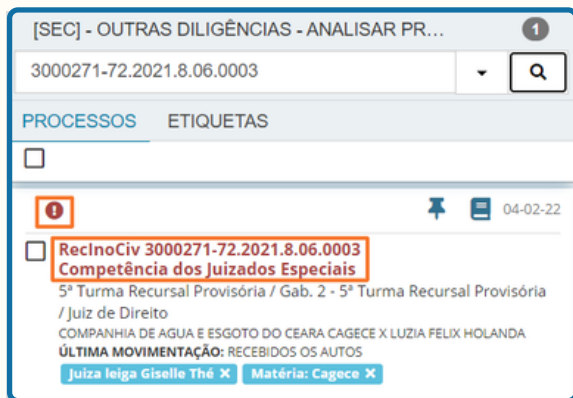 [SEC] - OUTRAS DILIGÊNCIAS - ANALISAR PR... 1
3000271-72.2021.8.06.0003
PROCESSOS ETIQUETAS
04-02-22
RecInoCiv 3000271-72.2021.8.06.0003
Competência dos Juizados Especiais
5ª Turma Recursal Provisória / Gab. 2 - 5ª Turma Recursal Provisória
/ Juiz de Direito
COMPANHIA DE AGUA E ESGOTO DO CEARA CAGECE X LUZIA FELIX HOLANDA
ÚLTIMA MOVIMENTAÇÃO: RECEBIDOS OS AUTOS
Juiza leiga Giselle Thé X Matéria: Cagece X